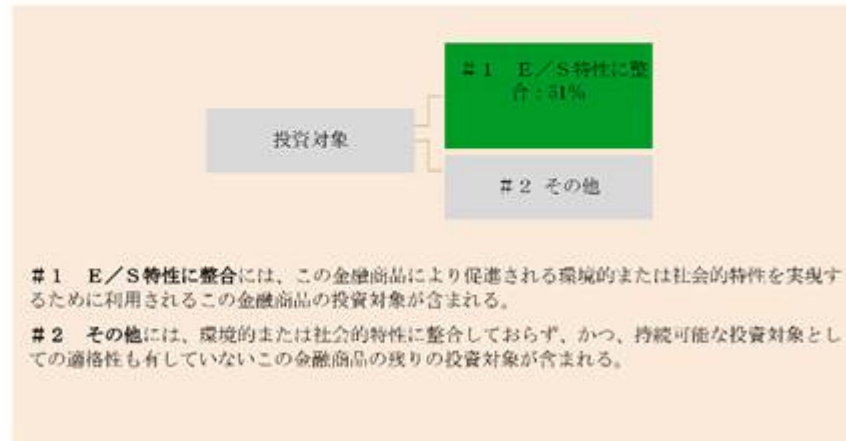 ＃１　Ｅ／Ｓ特性に整
合：51%
投資対象
＃２ その他
＃１　Ｅ／Ｓ特性に整合には、この金融商品により促進される環境的または社会的特性を実現す
るために利用されるこの金融商品の投資対象が含まれる。
＃２　その他には、環境的または社会的特性に整合しておらず、かつ、持続可能な投資対象とし
ての適格性も有していないこの金融商品の残りの投資対象が含まれる。